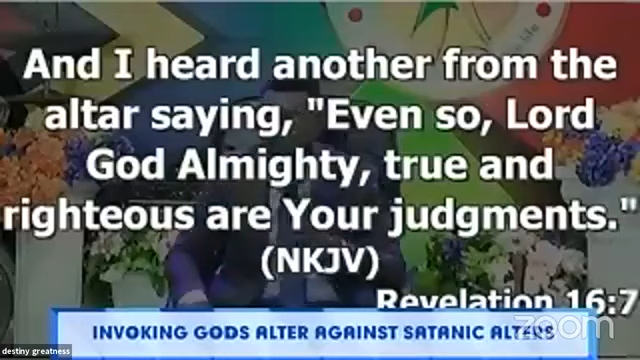 And I heard another from the
altar saying, "Even so, Lord
God Almighty, true and
righteous are Your judgments."
(NKJV)
Revelation 16:7
INVOKING GODS ALTER AGAINST SATANIC ALTERS
zoom
destiny greatness